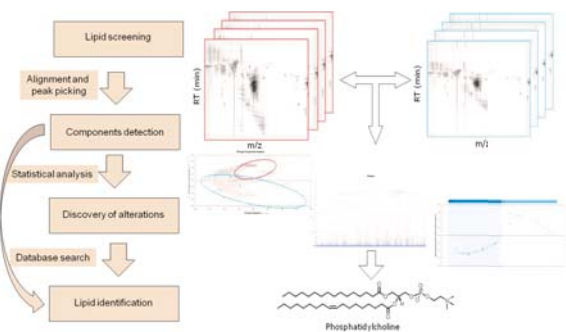 Lipid screening
Alignment and
peak picking
Components detection
Statistical analysis
Discovery of alterations
Database search
Lipid identification
RT (min)
m/z
RT (min)
Phosphatidylcholine